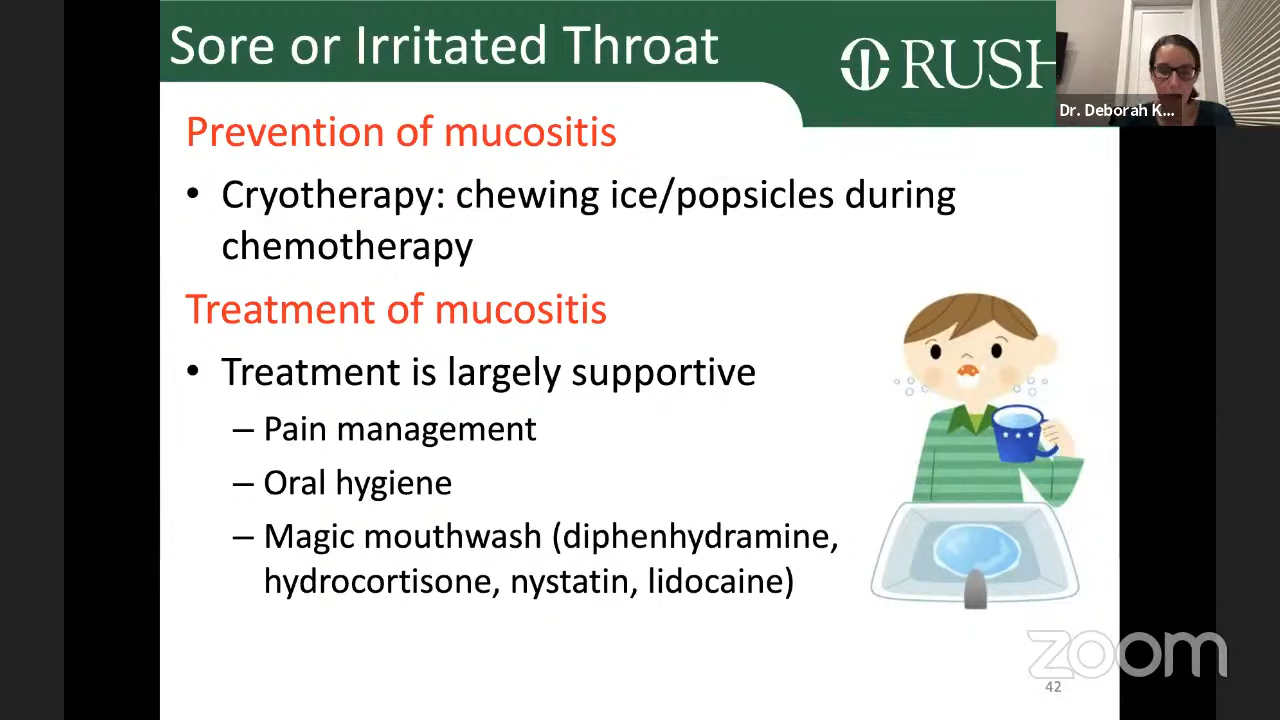 Sore or Irritated Throat
RUSH
Dr. Deborah K...
Prevention of mucositis
• Cryotherapy: chewing ice/popsicles during
chemotherapy
Treatment of mucositis
• Treatment is largely supportive
– Pain management
– Oral hygiene
– Magic mouthwash (diphenhydramine,
hydrocortisone, nystatin, lidocaine)
zoom
42